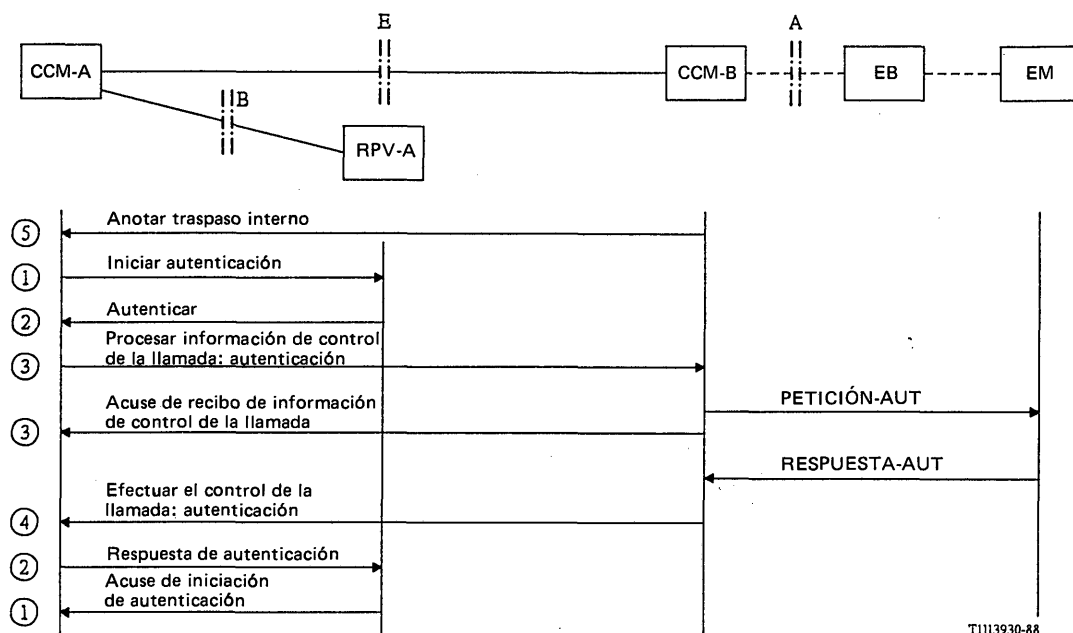 E
A
CCM-A
CCM-B
EB
EM
B
RPV-A
Anotar traspaso interno
5
Iniciar autenticación
1
Autenticar
2
Procesar información de control
de la llamada: autenticación
3
PETICIÓN-AUT
Acuse de recibo de información
de control de la llamada
3
RESPUESTA-AUT
Efectuar el control de la
llamada: autenticación
4
Respuesta de autenticación
2
Acuse de iniciación
de autenticación
1
T1113930-88